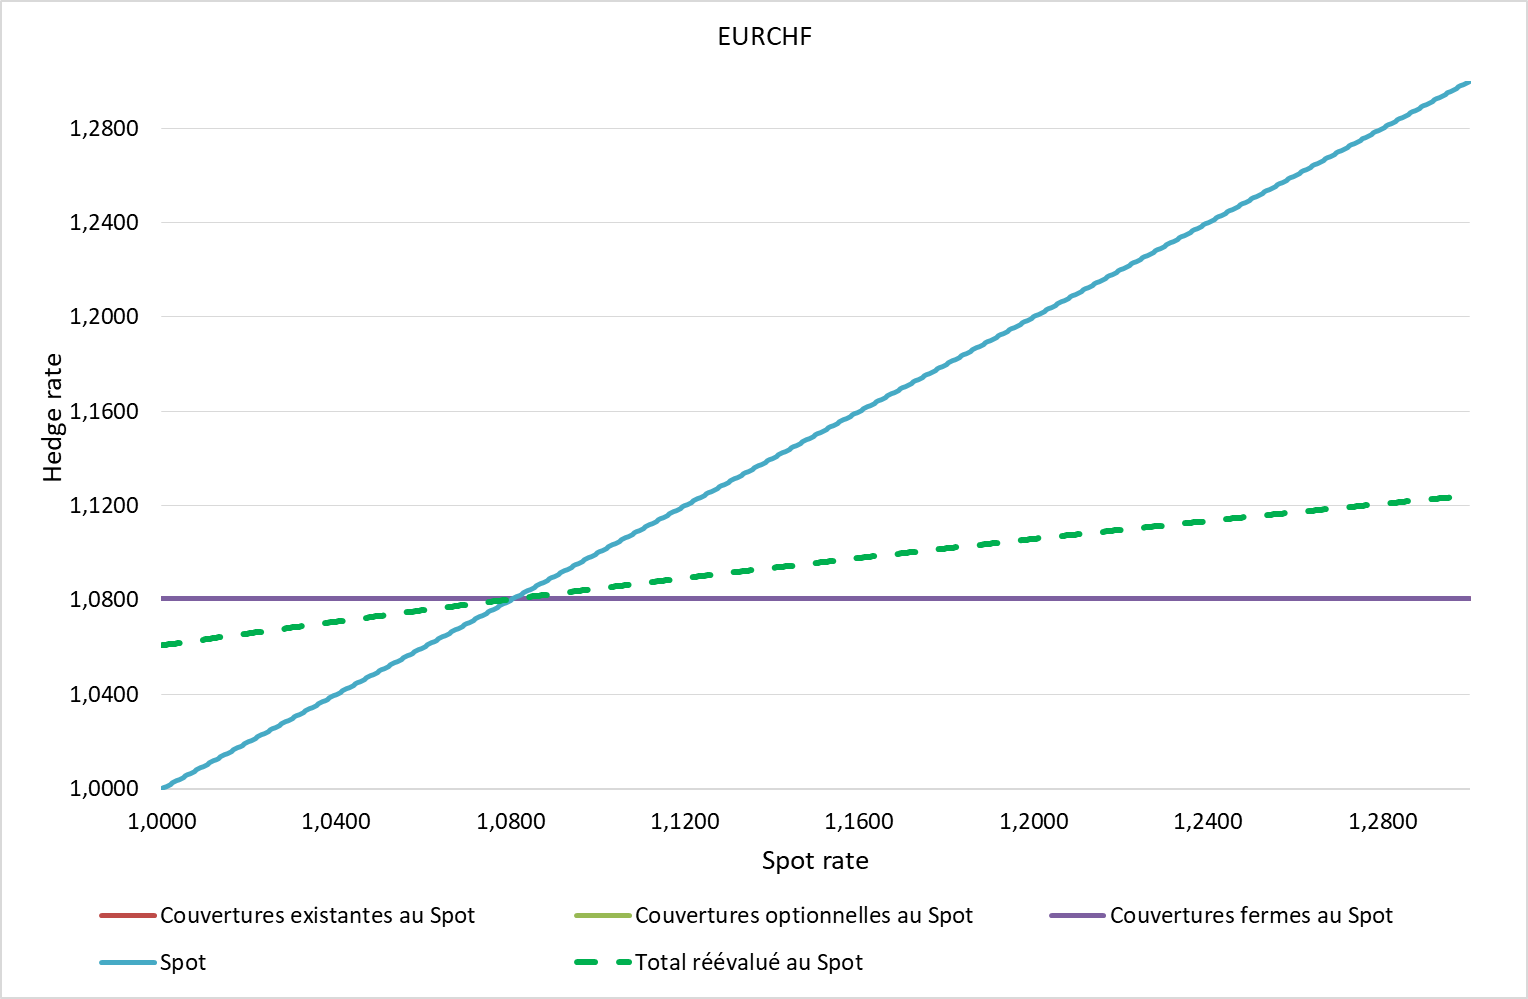 EURCHF
1,2800
1,2400
1,2000
1,1600
1,1200
1,0800
1,0400
1,0000
Hedge rate
1,0000 1,0400 1,0800 1,1200 1,1600 1,2000 1,2400 1,2800
Spot rate
Couvertures existantes au Spot Couvertures optionnelles au Spot Couvertures fermes au Spot
Spot Total réévalué au Spot